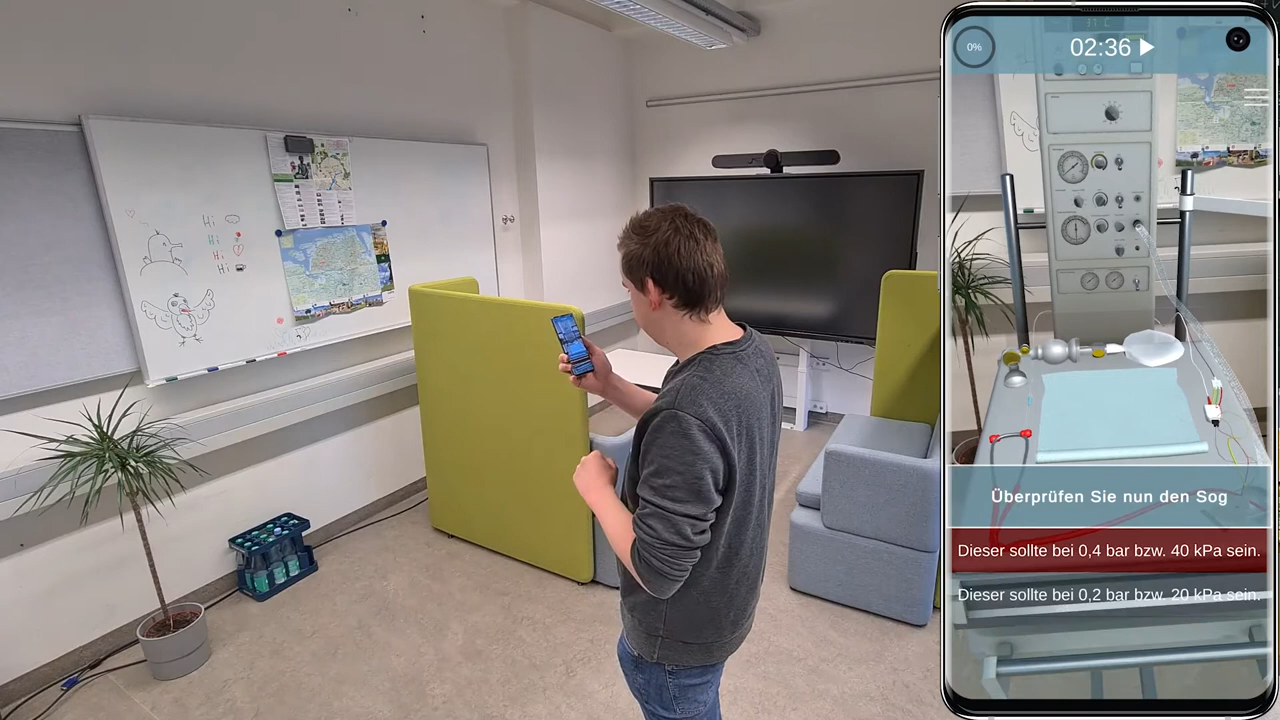 Hi
Hi
Hi
Hi
0%
02:36
Überprüfen Sie nun den Sog
Dieser sollte bei 0,4 bar bzw. 40 kPa sein.
Dieser sollte bei 0,2 bar bzw. 20 kPa sein.